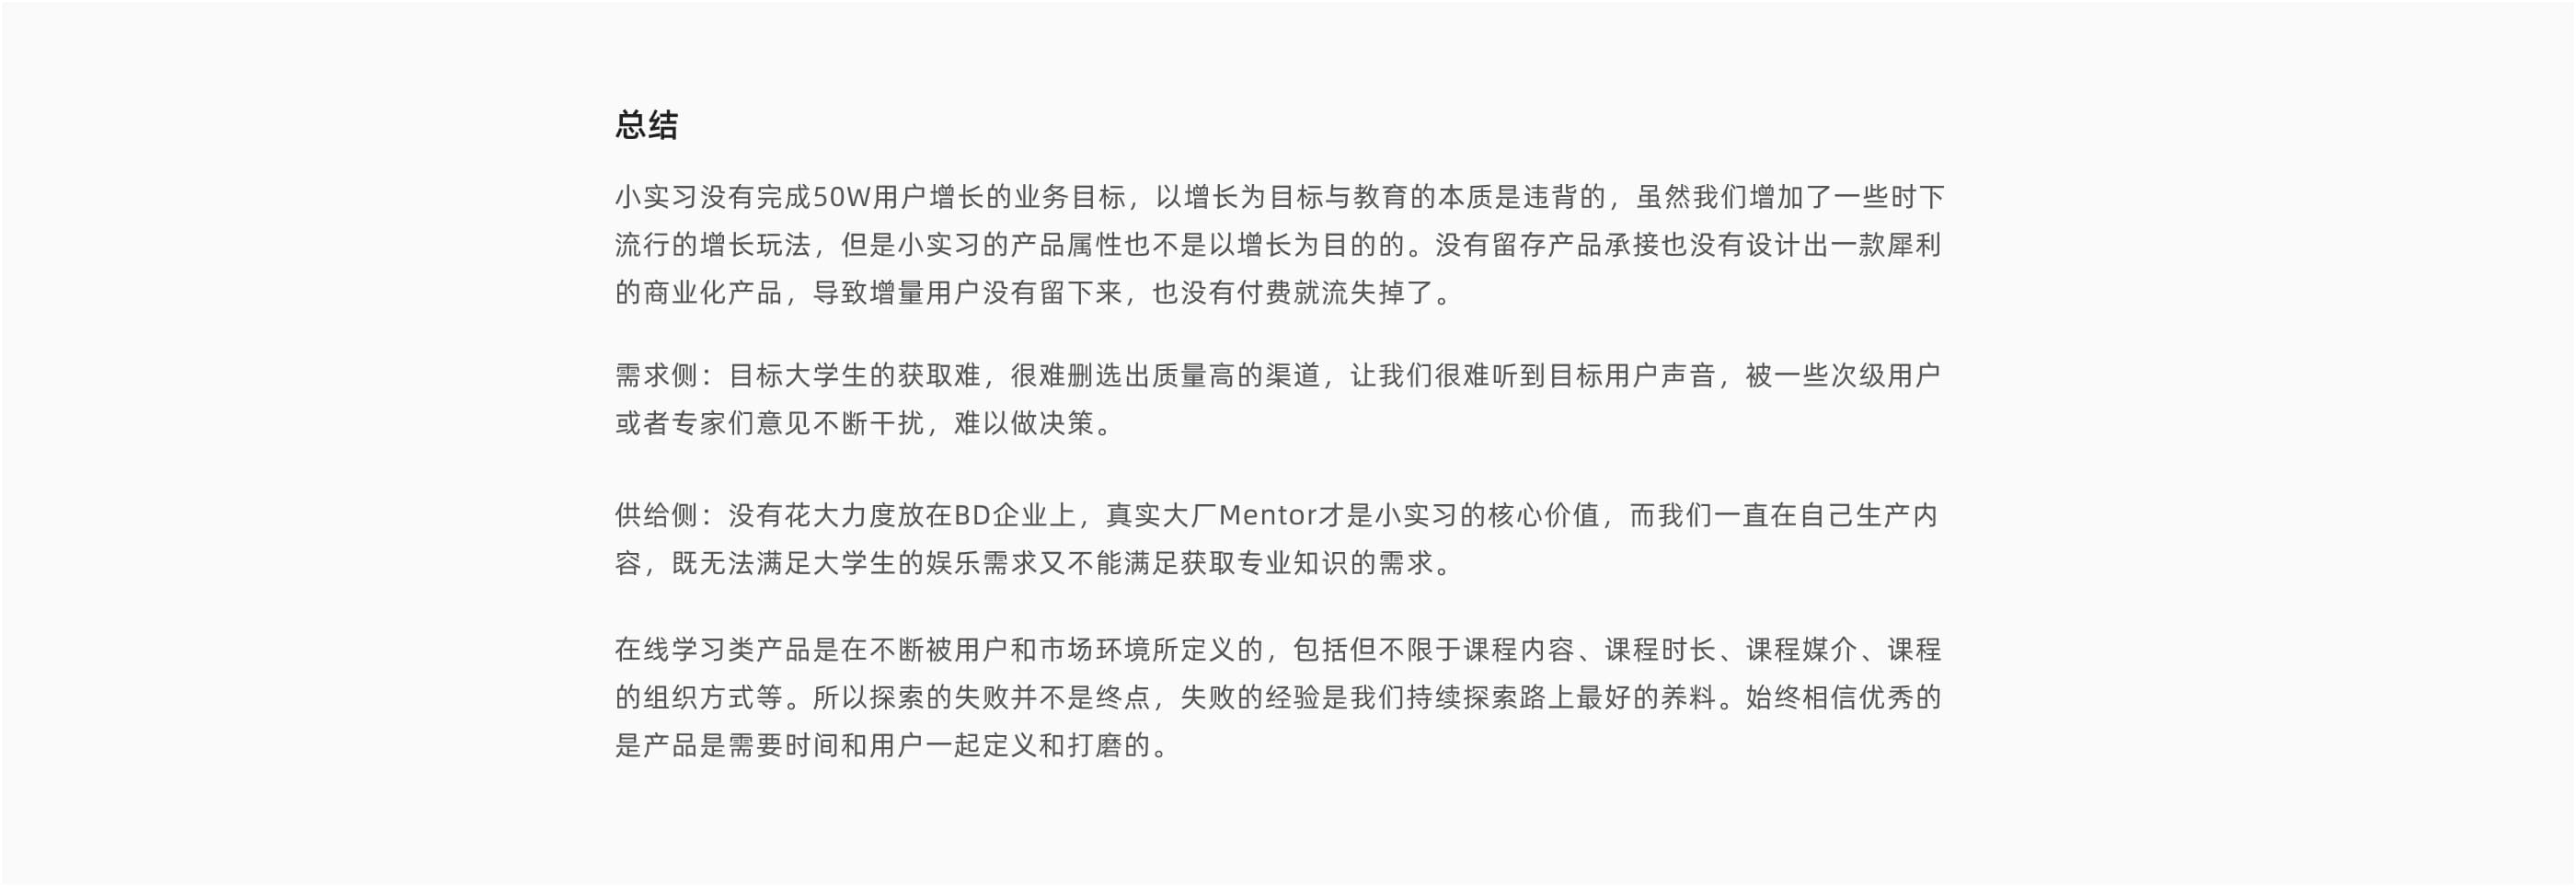 总结
小实习没有完成50W用户增长的业务目标，以增长为目标与教育的本质是违背的，虽然我们增加了一些时下
流行的增长玩法，但是小实习的产品属性也不是以增长为目的的。没有留存产品承接也没有设计出一款犀利
的商业化产品，导致增量用户没有留下来，也没有付费就流失掉了。
需求侧：目标大学生的获取难，很难删选出质量高的渠道，让我们很难听到目标用户声音，被一些次级用户
或者专家们意见不断干扰，难以做决策。
供给侧：没有花大力度放在BD企业上，真实大厂Mentor才是小实习的核心价值，而我们一直在自己生产内
容，既无法满足大学生的娱乐需求又不能满足获取专业知识的需求。
在线学习类产品是在不断被用户和市场环境所定义的，包括但不限于课程内容、课程时长、课程媒介、课程
的组织方式等。所以探索的失败并不是终点，失败的经验是我们持续探索路上最好的养料。始终相信优秀的
是产品是需要时间和用户一起定义和打磨的。